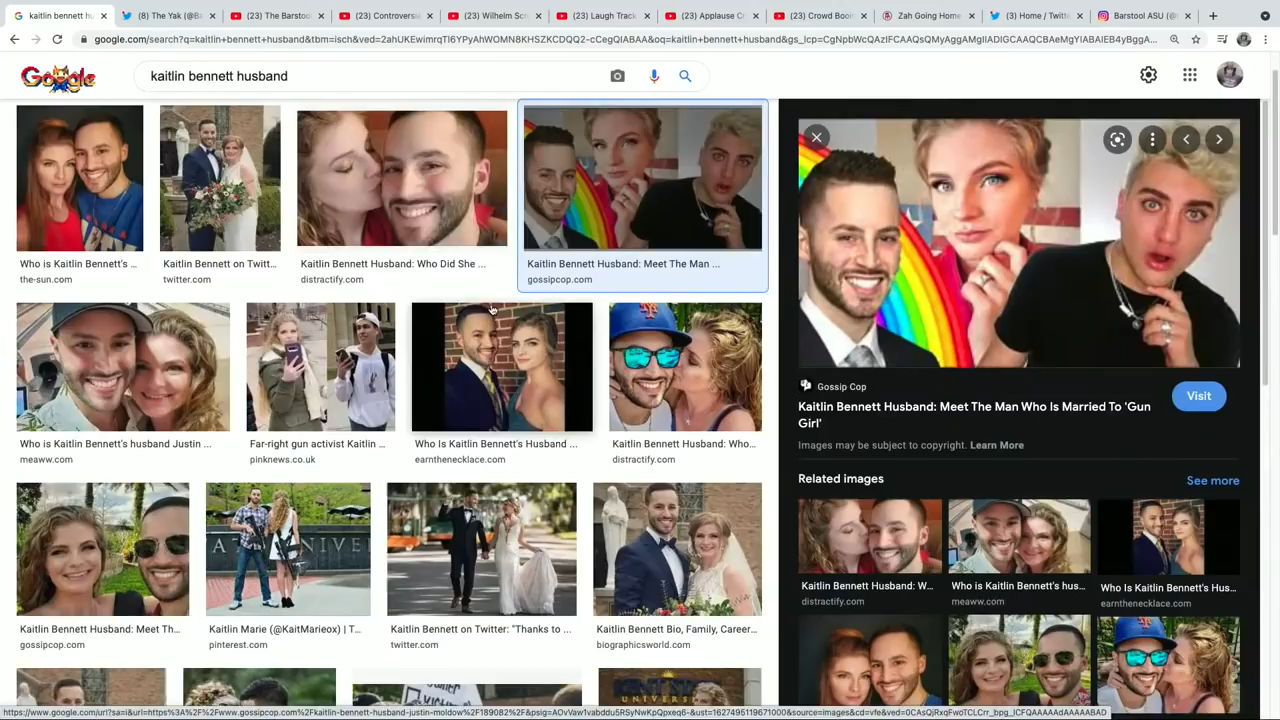 kaitlin bennett h
(8) The Yak (@Ba
(23) The Barstoo
(23) Controversia
(23) Wilhelm Scr
(23) Laugh Track
(23) Applause Cr
(23) Crowd Booi
Zah Going Home
(3) Home / Twitte
Barstool ASU (@
google.com/search?q=kaitlin+bennett+husband&tbm=isch&ved=2ahUKEwimrqTl6YPyAhWOMN8KHSZKCDQQ2-cCegQIABAA&oq=kaitlin+bennett+husband&gs_lcp=CgNpbWcQAzIFCAAQsQMyAggAMgIIADIGCAAQCBAeMgYIABAIEB4yBggA...
Google
kaitlin bennett husband
Who is Kaitlin Bennett's ...
the-sun.com
Kaitlin Bennett on Twitt...
twitter.com
Kaitlin Bennett Husband: Who Did She ...
distractify.com
Kaitlin Bennett Husband: Meet The Man ...
gossipcop.com
Who is Kaitlin Bennett's husband Justin ...
meaww.com
Far-right gun activist Kaitlin ...
pinknews.co.uk
Who Is Kaitlin Bennett's Husband ...
earnthenecklace.com
Kaitlin Bennett Husband: Who...
distractify.com
Kaitlin Bennett Husband: Meet Th...
gossipcop.com
Kaitlin Marie (@KaitMarieox) | T...
pinterest.com
Kaitlin Bennett on Twitter: "Thanks to ...
twitter.com
Kaitlin Bennett Bio, Family, Career...
biographicsworld.com
Gossip Cop
Kaitlin Bennett Husband: Meet The Man Who Is Married To 'Gun
Girl'
Visit
Images may be subject to copyright. Learn More
Related images
See more
Kaitlin Bennett Husband: W...
distractify.com
Who is Kaitlin Bennett's hus...
meaww.com
Who Is Kaitlin Bennett's Hus...
earnthenecklace.com